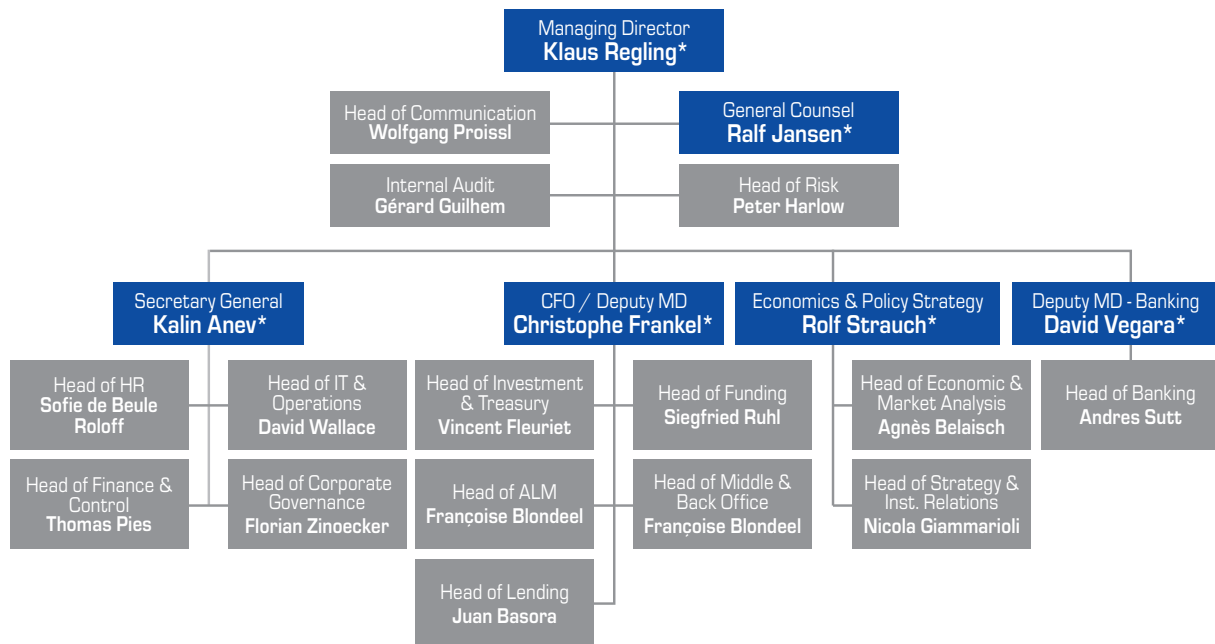 Managing Director
Klaus Regling*
Head of Communication
Wolfgang Proissl
General Counsel
Ralf Jansen*
Internal Audit
Gérard Guilhem
Head of Risk
Peter Harlow
Secretary General
Kalin Anev*
CFO / Deputy MD
Christophe Frankel*
Economics & Policy Strategy
Rolf Strauch*
Deputy MD - Banking
David Vegara*
Head of HR
Sofie de Beule
Roloff
Head of IT &
Operations
David Wallace
Head of Investment
& Treasury
Vincent Fleuriet
Head of Funding
Siegfried Ruhl
Head of Economic &
Market Analysis
Agnès Belaisch
Head of Banking
Andres Sutt
Head of Finance &
Control
Thomas Pies
Head of Corporate
Governance
Florian Zinoecker
Head of ALM
Françoise Blondeel
Head of Middle &
Back Office
Françoise Blondeel
Head of Strategy &
Inst. Relations
Nicola Giammarioli
Head of Lending
Juan Basora